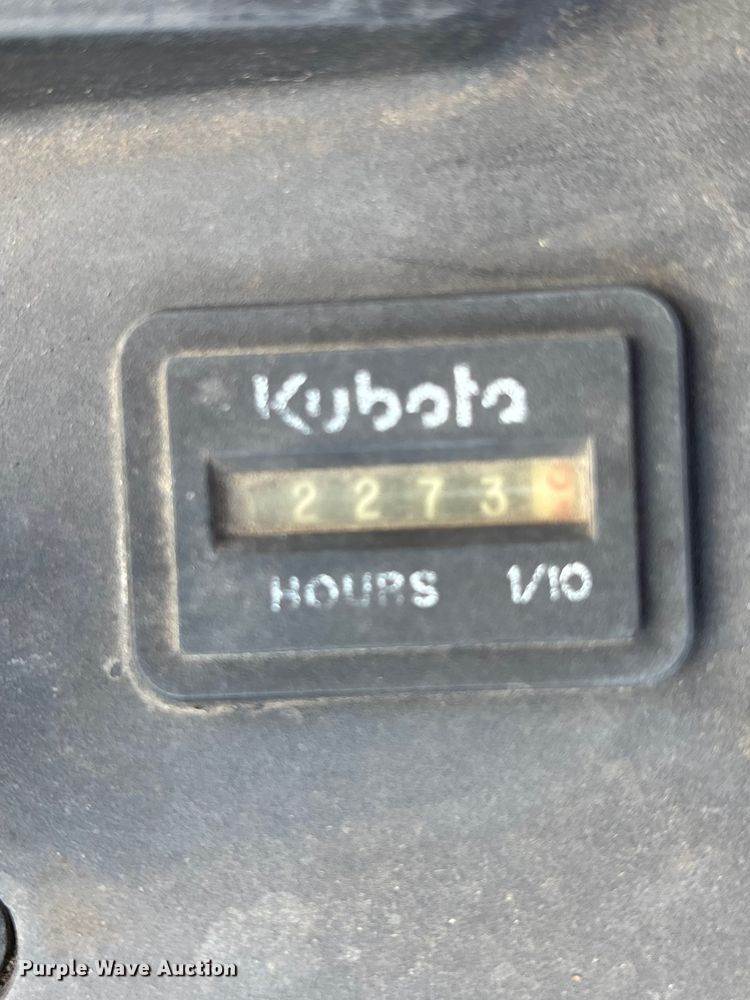 Kubota
2273
HOURS 1/10
Purple Wave Auction